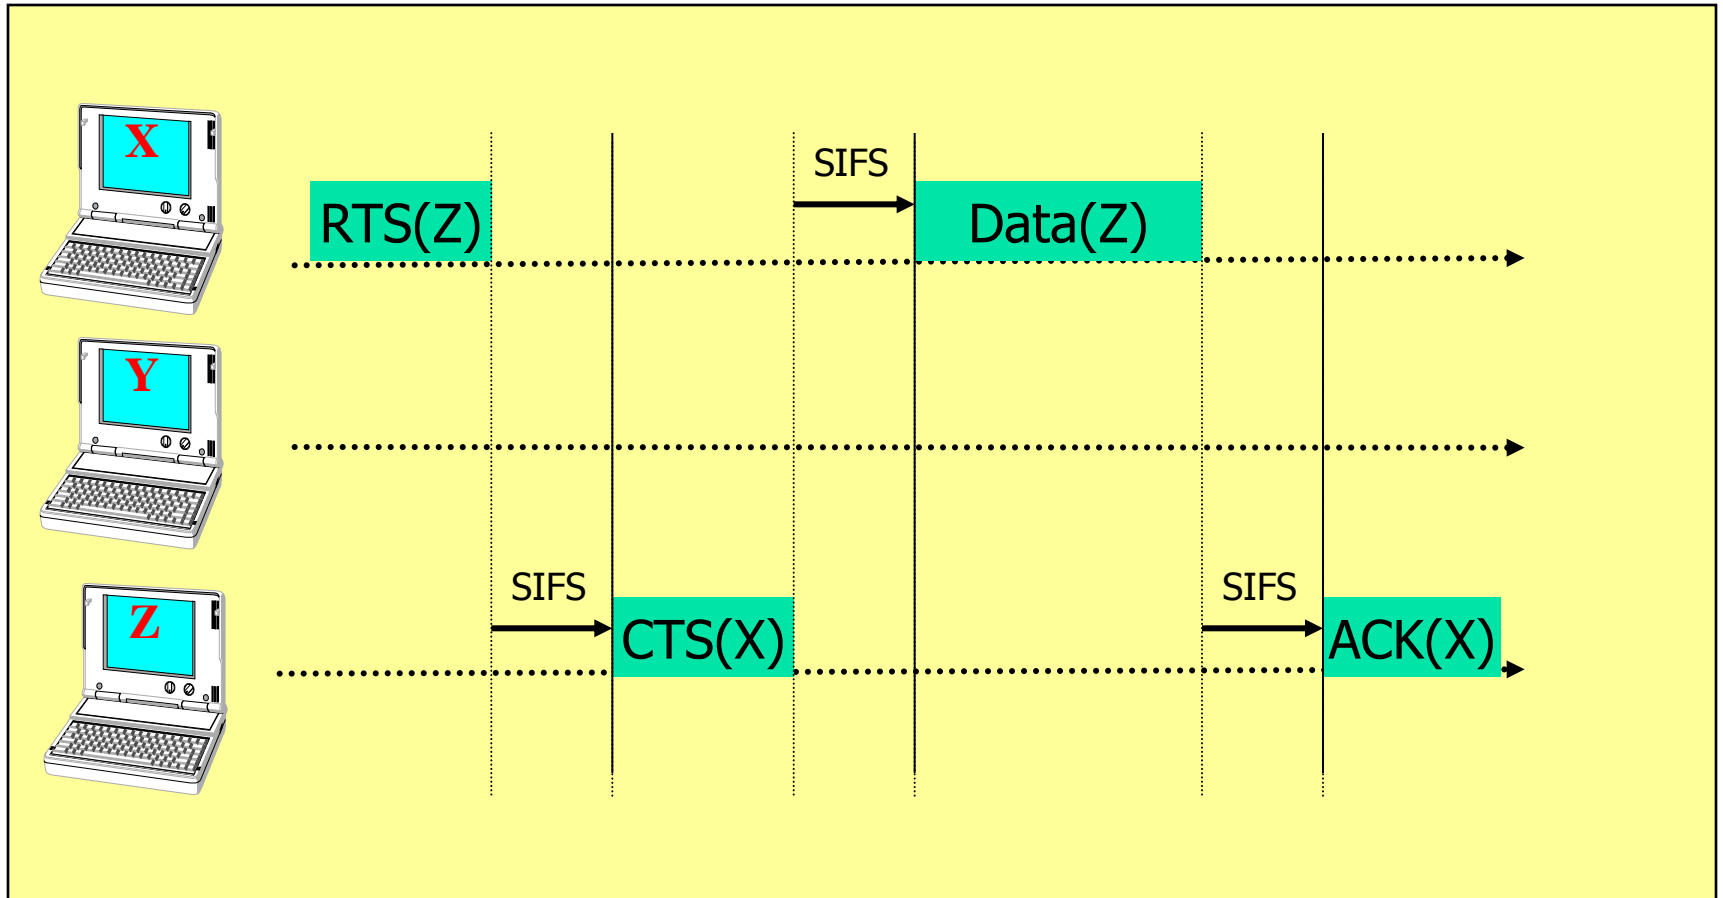 X
SIFS
RTS(Z)
Data(Z)
Y
SIFS
SIFS
Z
CTS(X)
ACK(X)